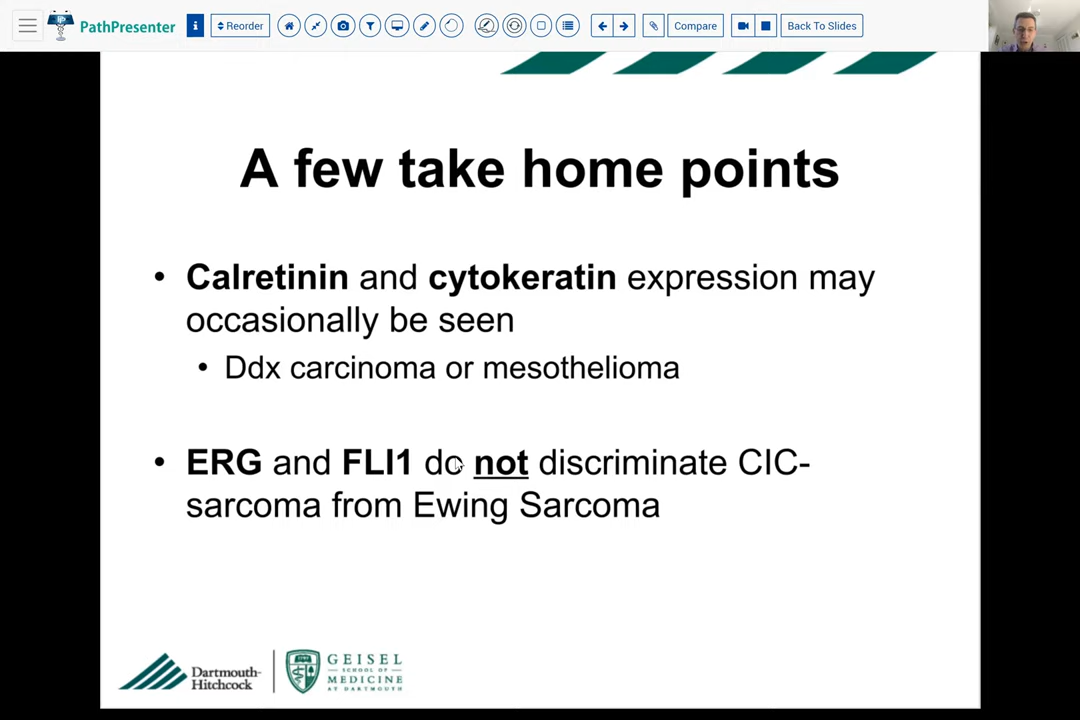 PathPresenter
Reorder
Compare
Back To Slides
A few take home points
• Calretinin and cytokeratin expression may
occasionally be seen
• Ddx carcinoma or mesothelioma
• ERG and FLI1 do not discriminate CIC-
sarcoma from Ewing Sarcoma
Dartmouth-
Hitchcock
GEISEL
SCHOOL OF
MEDICINE
AT DARTMOUTH